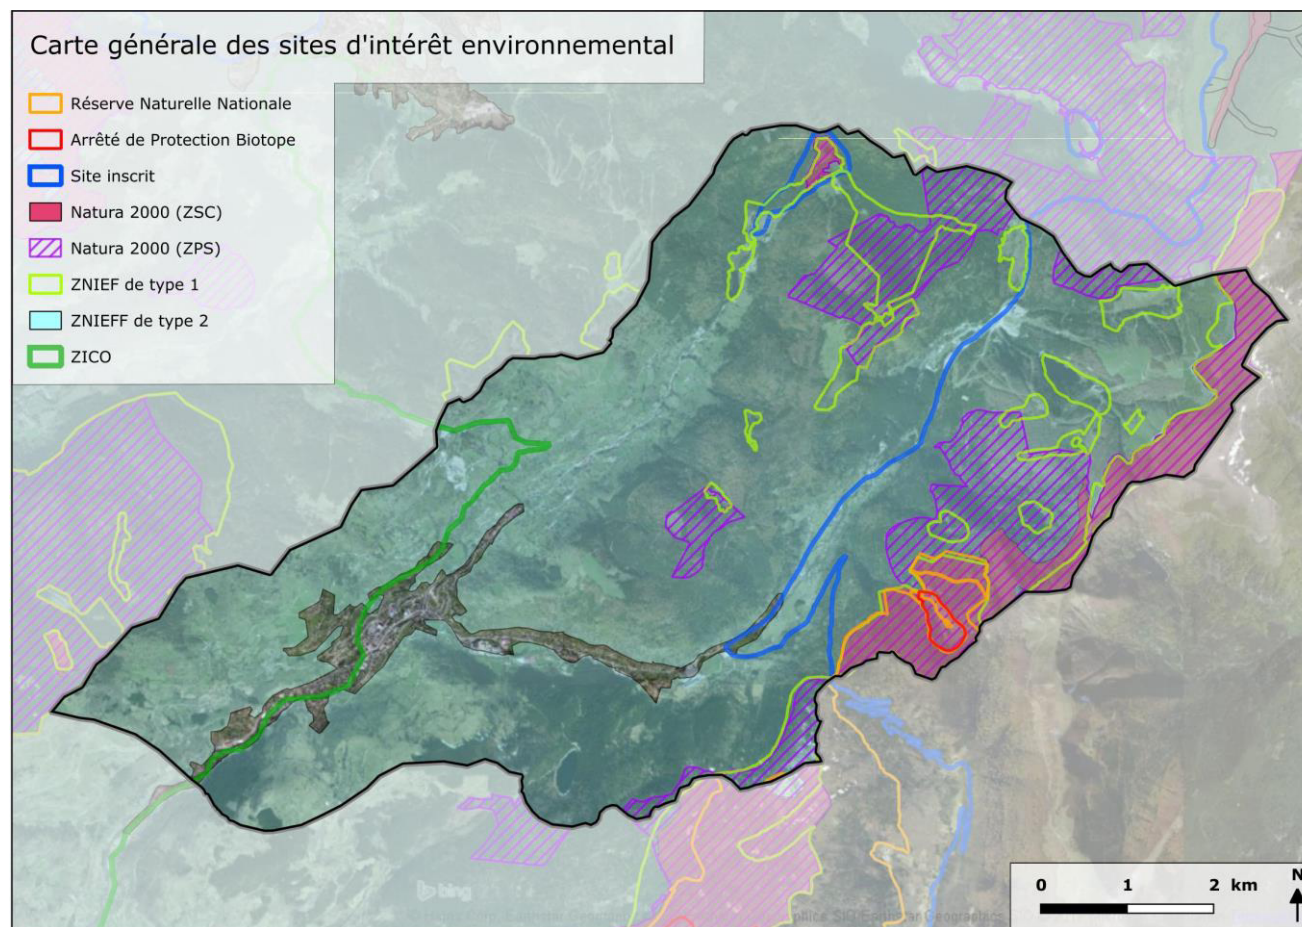 Carte générale des sites d'intérêt environnemental
Réserve Naturelle Nationale
Arrêté de Protection Biotope
Site inscrit
Natura 2000 (ZSC)
Natura 2000 (ZPS)
ZNIEF de type 1
ZNIEFF de type 2
ZICO
bing
0 1 2 km
N